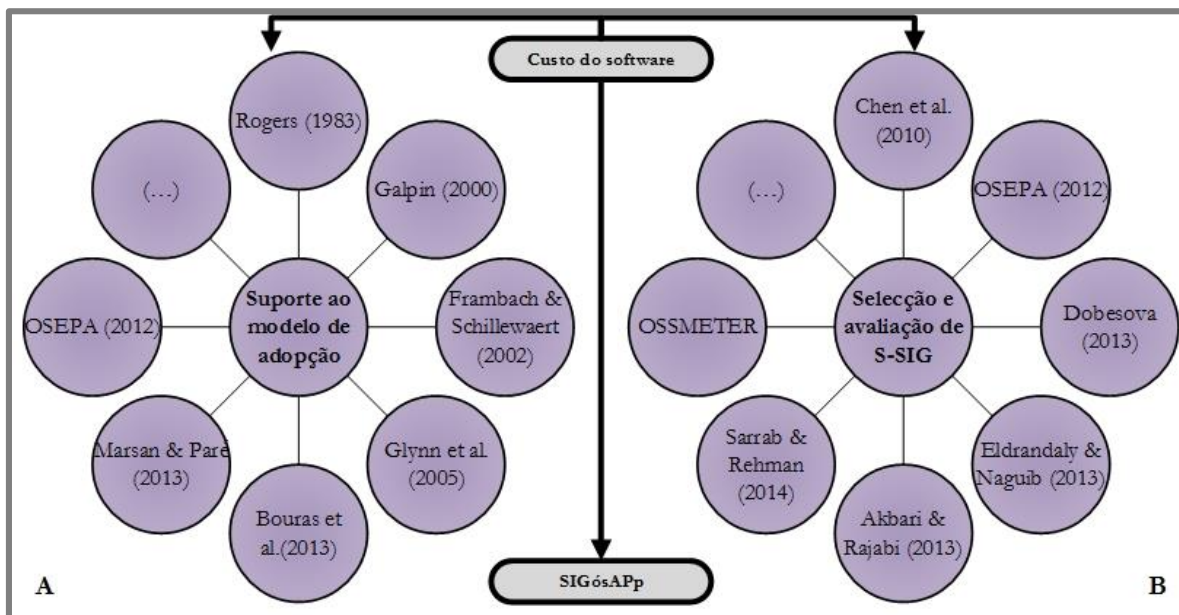 Custo do software
Rogers (1983)
Galpin (2000)
Frambach &
Schillewaert
(2002)
Glynn et al.
(2005)
Bouras et
al.(2013)
Marsan & Paré
(2013)
OSEPA (2012)
(…)
Suporte ao
modelo de
adopção
A
Chen et al.
(2010)
OSEPA (2012)
Dobesova
(2013)
Eldrandaly &
Naguib (2013)
Akbari &
Rajabi (2013)
Sarrab &
Rehman
(2014)
OSSMETER
(…)
Selecção e
avaliação de
S-SIG
B
SIGósAPp